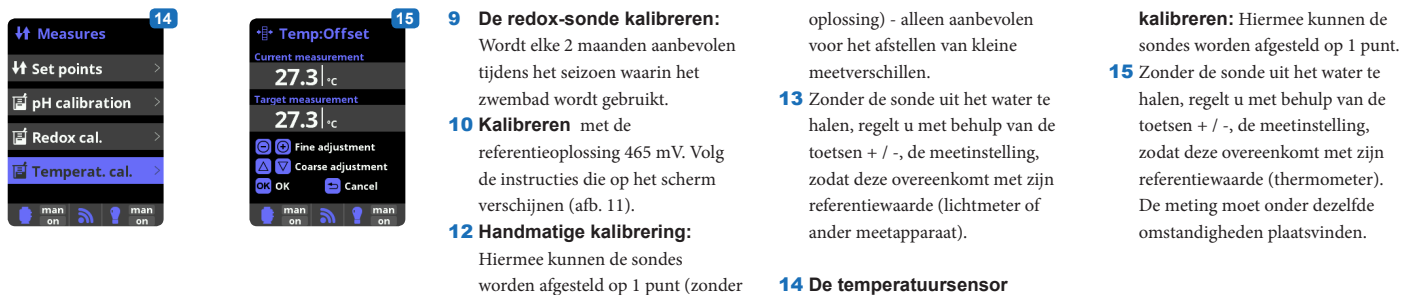 14
Measures
Set points
pH calibration
Redox cal.
Temperat. cal.
man
on
man
on
15
Temp:Offset
Current measurement
27.3 °C
Target measurement
27.3 °C
Fine adjustment
Coarse adjustment
OK OK Cancel
man
on
man
on
9 De redox-sonde kalibreren:
Wordt elke 2 maanden aanbevolen
tijdens het seizoen waarin het
zwembad wordt gebruikt.
10 Kalibreren met de
referentieoplossing 465 mV. Volg
de instructies die op het scherm
verschijnen (afb. 11).
12 Handmatige kalibrering:
Hiermee kunnen de sondes
worden afgesteld op 1 punt (zonder
oplossing) - alleen aanbevolen
voor het afstellen van kleine
meetverschillen.
13 Zonder de sonde uit het water te
halen, regelt u met behulp van de
toetsen + / -, de meetinstelling,
zodat deze overeenkomt met zijn
referentiewaarde (lichtmeter of
ander meetapparaat).
14 De temperatuursensor
kalibreren: Hiermee kunnen de
sondes worden afgesteld op 1 punt.
15 Zonder de sonde uit het water te
halen, regelt u met behulp van de
toetsen + / -, de meetinstelling,
zodat deze overeenkomt met zijn
referentiewaarde (thermometer).
De meting moet onder dezelfde
omstandigheden plaatsvinden.